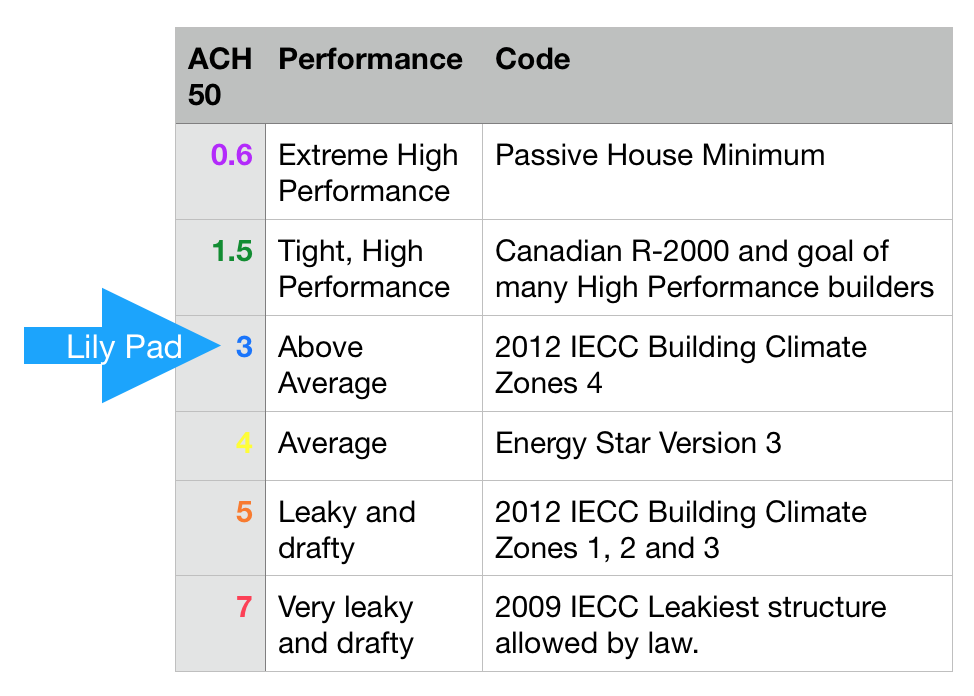 ACH 50 Performance Code
0.6 Extreme High Performance Passive House Minimum
1.5 Tight, High Performance Canadian R-2000 and goal of many High Performance builders
Lily Pad 3 Above Average 2012 IECC Building Climate Zones 4
4 Average Energy Star Version 3
5 Leaky and drafty 2012 IECC Building Climate Zones 1, 2 and 3
7 Very leaky and drafty 2009 IECC Leakiest structure allowed by law.